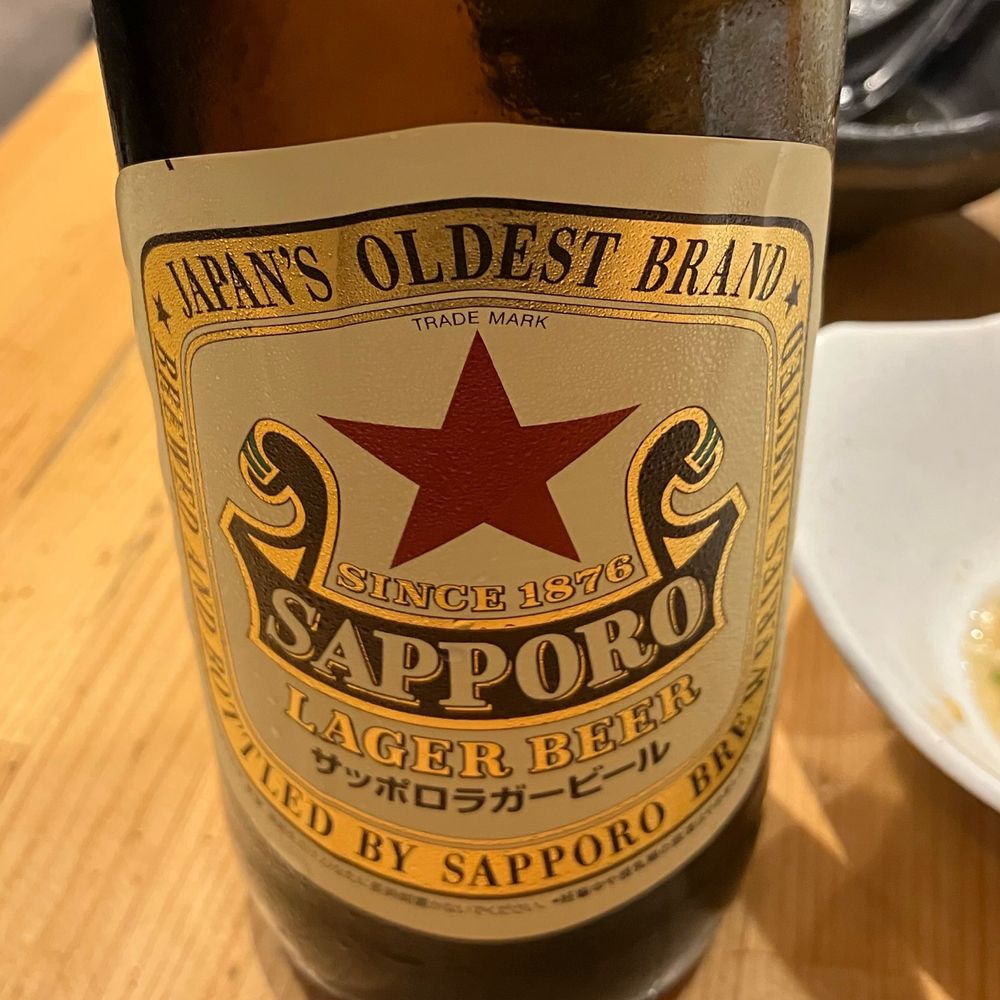 JAPAN'S OLDEST BRAND
TRADE MARK
SINCE 1876
SAPPORO
LAGER BEER
サッポロラガービール
BREWED AND BOTTLED BY SAPPORO BREW